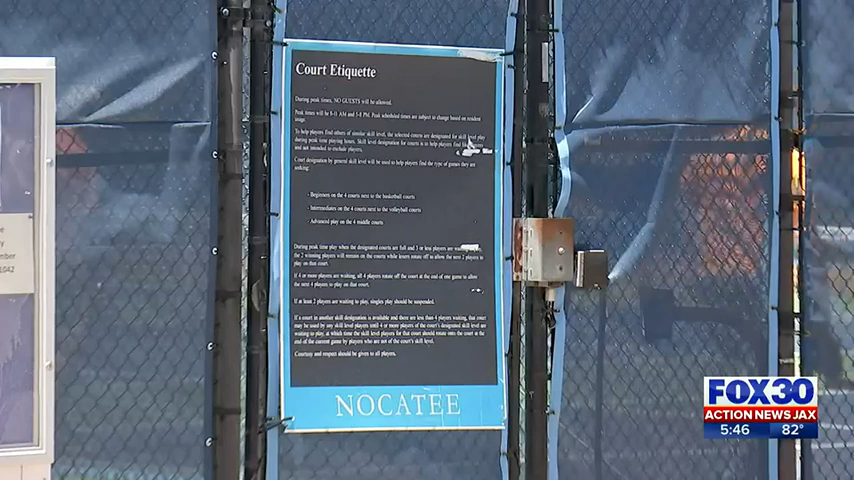 Court Etiquette
During peak times, NO GUESTS will be allowed.
Peak times will be 8-11 AM and 5-8 PM. Peak scheduled times are subject to change based on resident
usage.
To help players find others of similar skill level, the selected courts are designated for skill level play
during peak time playing hours. Skill level designation for courts is to help players find
and not intended to exclude players.
Court designation by general skill level will be used to help players find the type of games they are
seeking:
- Beginners on the 4 courts next to the basketball courts
- Intermediates on the 4 courts next to the volleyball courts
- Advanced play on the 4 middle courts
During peak time play when the designated courts are full and 3 or less players are
the 2 winning players will remain on the courts while losers rotate off to allow the next 2 players to
play on that court.
If 4 or more players are waiting, all 4 players rotate off the court at the end of one game to allow
the next 4 players to play on that court.
If at least 2 players are waiting to play, singles play should be suspended.
If a court in another skill designation is available and there are less than 4 players waiting, that court
may be used by any skill level players until 4 or more players of the court's designated skill level are
waiting to play, at which time the skill level players for that court should rotate onto the court at the
end of the current game by players who are not of the court's skill level.
Courtesy and respect should be given to all players.
NOCATEE
1042
FOX30
ACTION NEWS JAX
5:46 82°